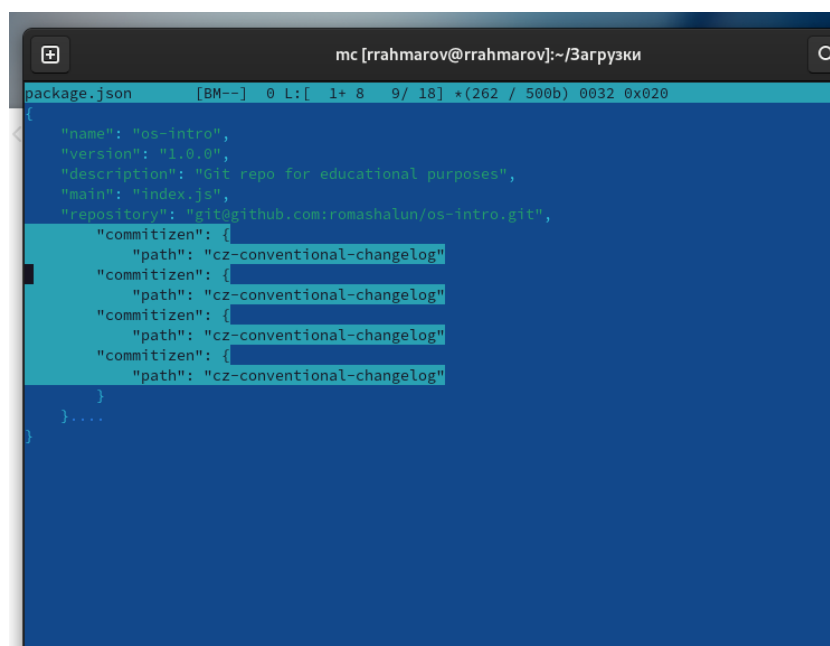 mc [rrahmarov@rrahmarov]:~/Загрузки
package.json [BM--] 0 L:[ 1+ 8 9/ 18] *(262 / 500b) 0032 0x020
{
"name": "os-intro",
"version": "1.0.0",
"description": "Git repo for educational purposes",
"main": "index.js",
"repository": "git@github.com:romashalun/os-intro.git",
"commitizen": {
"path": "cz-conventional-changelog"
"commitizen": {
"path": "cz-conventional-changelog"
"commitizen": {
"path": "cz-conventional-changelog"
"commitizen": {
"path": "cz-conventional-changelog"
}
}....
}